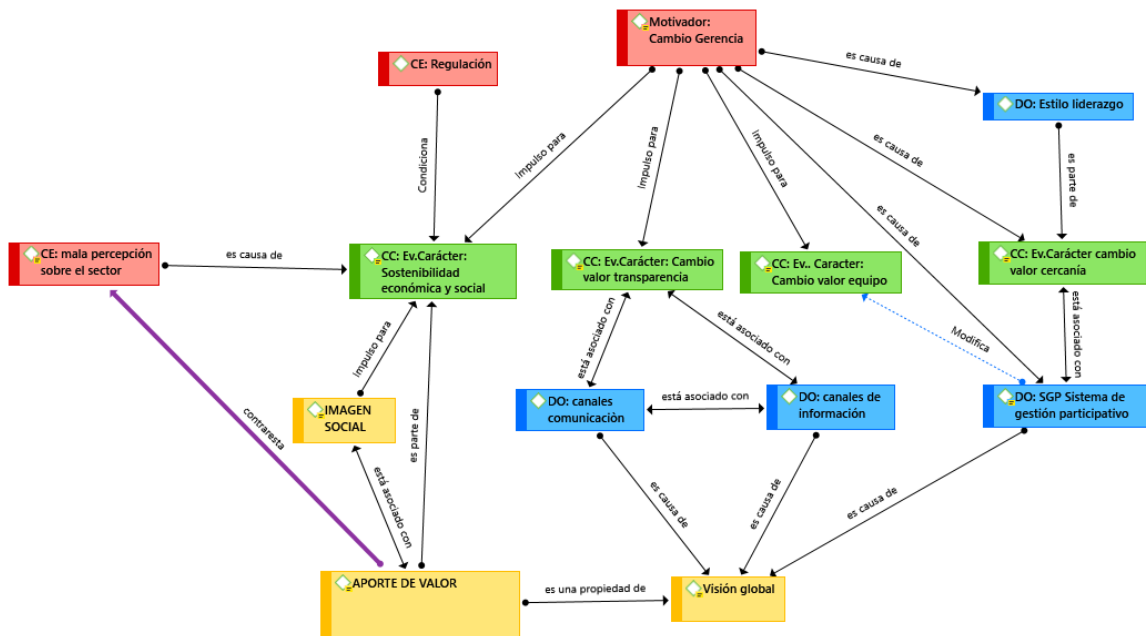 Motivador:
Cambio Gerencia
CE: Regulación
es causa de
DO: Estilo liderazgo
Condiciona
Impulso para
Impulso para
Impulso para
es causa de
es causa de
es parte de
CE: mala percepción
sobre el sector
es causa de
CC: Ev.Carácter:
Sostenibilidad
económica y social
CC: Ev.Carácter: Cambio
valor transparencia
CC: Ev.. Caracter:
Cambio valor equipo
CC: Ev.Carácter cambio
valor cercanía
Impulso para
es parte de
está asociado con
está asociado con
Modifica
está asociado con
contraresta
IMAGEN
SOCIAL
DO: canales
comunicaciòn
está asociado con
DO: canales de
información
DO: SGP Sistema de
gestión participativo
está asociado con
es causa de
es causa de
es causa de
APORTE DE VALOR
es una propiedad de
Visión global